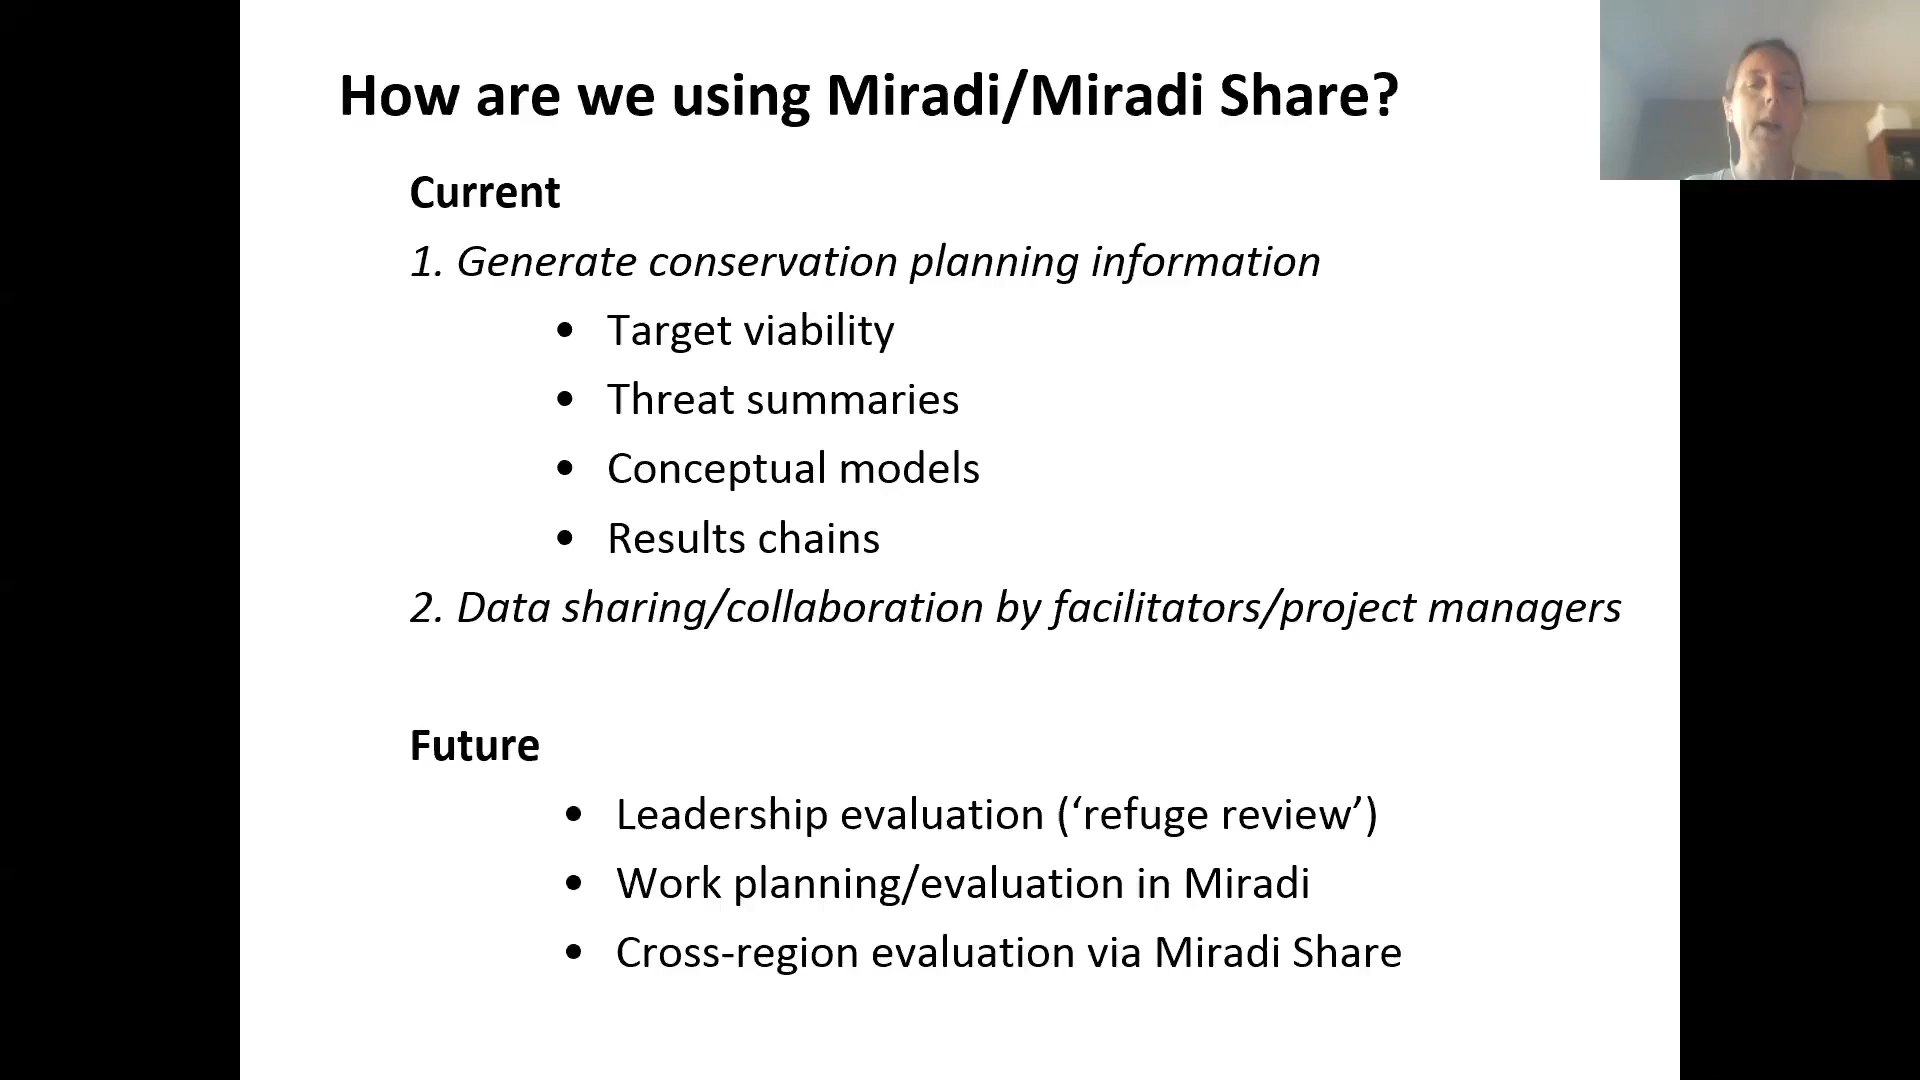 How are we using Miradi/Miradi Share?
Current
1. Generate conservation planning information
• Target viability
• Threat summaries
• Conceptual models
• Results chains
2. Data sharing/collaboration by facilitators/project managers
Future
• Leadership evaluation (‘refuge review’)
• Work planning/evaluation in Miradi
• Cross-region evaluation via Miradi Share